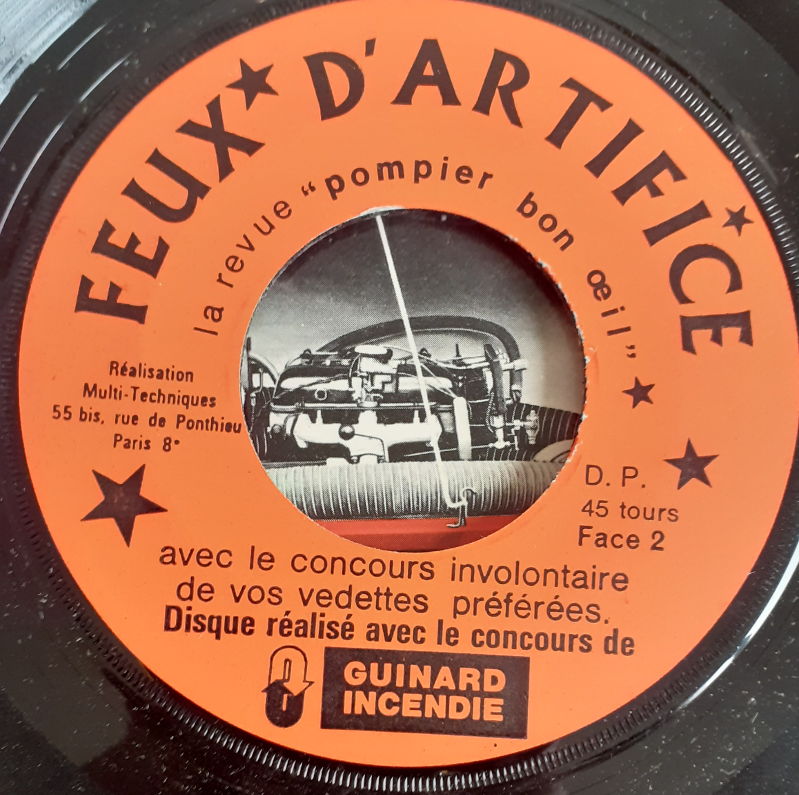 FEUX D'ARTIFICE
la revue "pompier bon œil"
Réalisation
Multi-Techniques
55 bis, rue de Ponthieu
Paris 8°
D. P.
45 tours
Face 2
avec le concours involontaire
de vos vedettes préférées.
Disque réalisé avec le concours de
GUINARD
INCENDIE